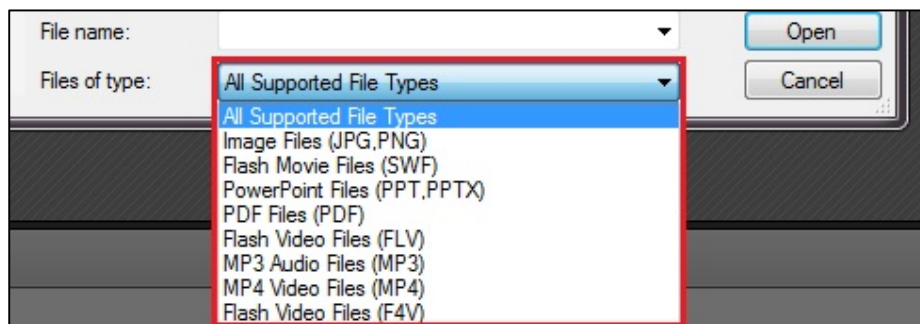 File name:
Open
Files of type:
All Supported File Types
Cancel
All Supported File Types
Image Files (JPG,PNG)
Flash Movie Files (SWF)
PowerPoint Files (PPT,PPTX)
PDF Files (PDF)
Flash Video Files (FLV)
MP3 Audio Files (MP3)
MP4 Video Files (MP4)
Flash Video Files (F4V)